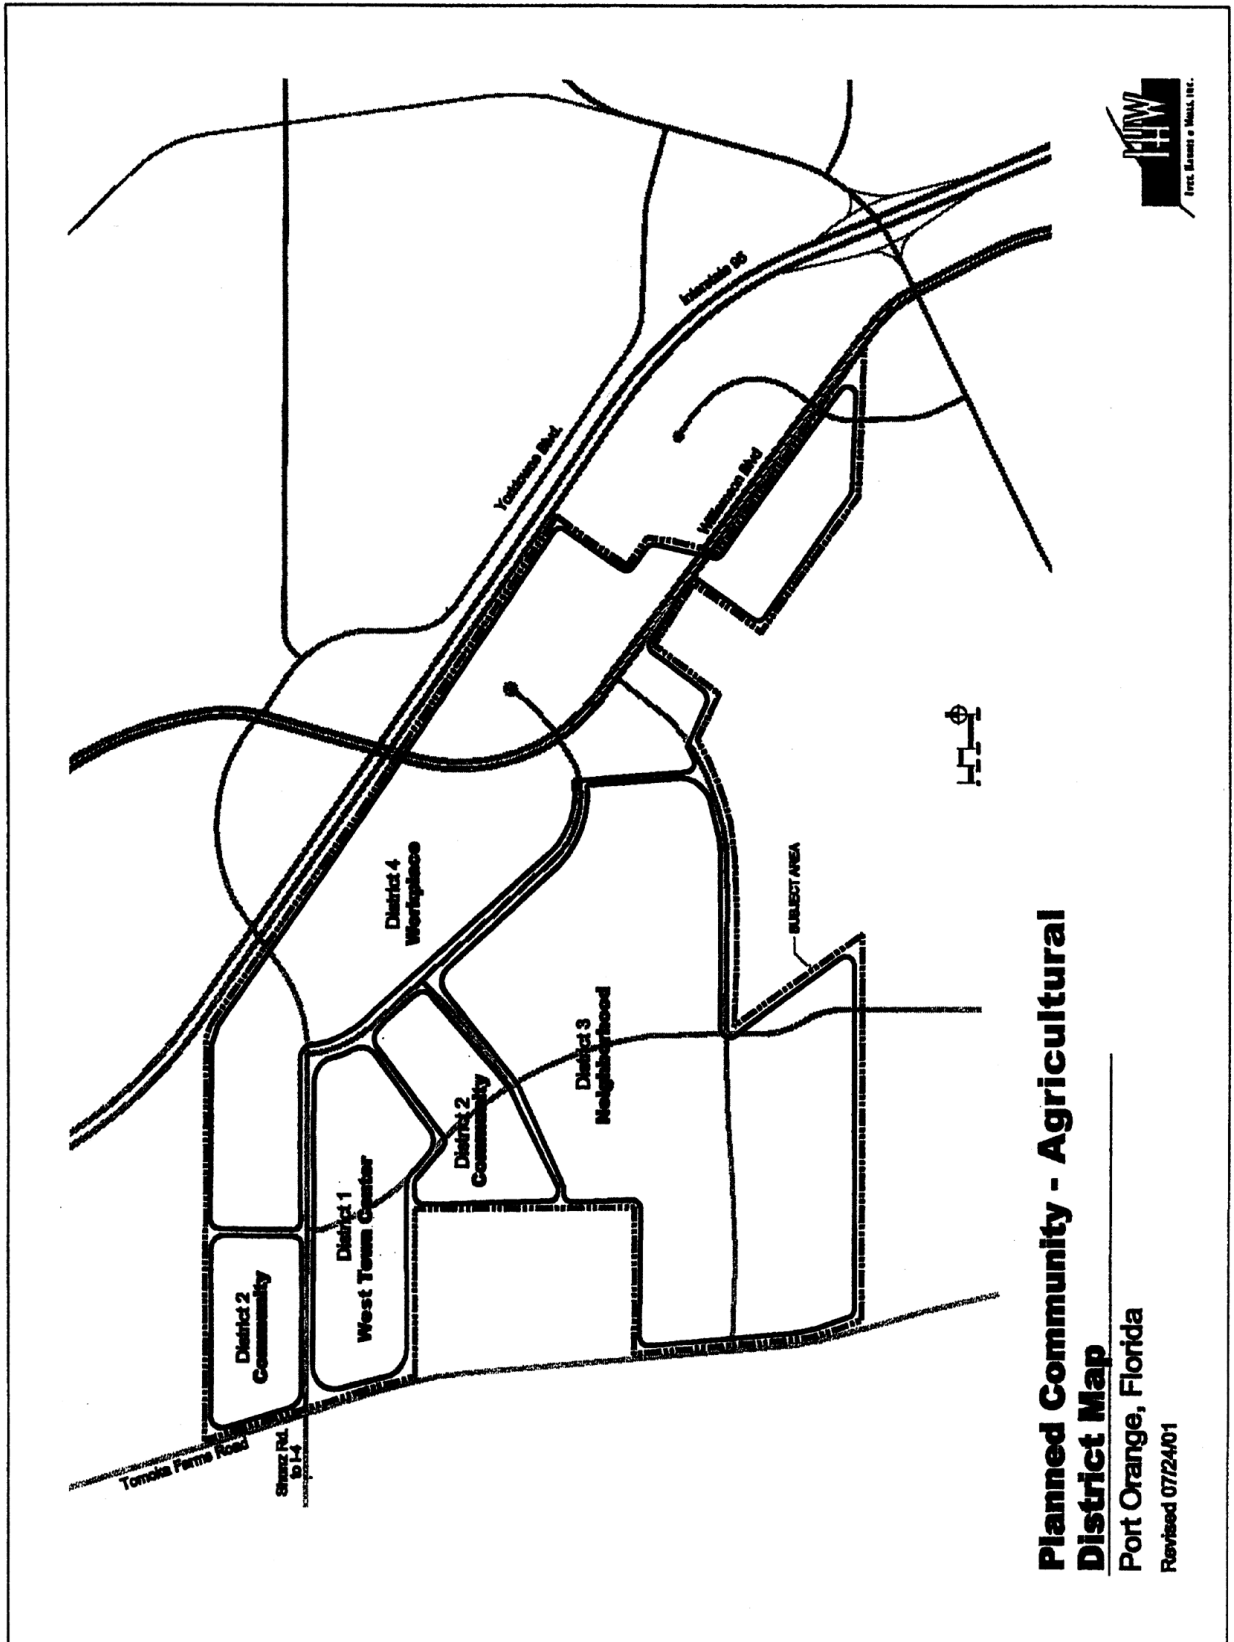 Tomoka Farms Road
Shunz Rd.
to I-4
District 2
Community
District 1
West Town Center
District 2
Community
District 3
Neighborhood
District 4
Workplace
SUBJECT AREA
Yorktowne Blvd.
Williamson Blvd
Interstate 95
Planned Community - Agricultural
District Map
Port Orange, Florida
Revised 07/24/01